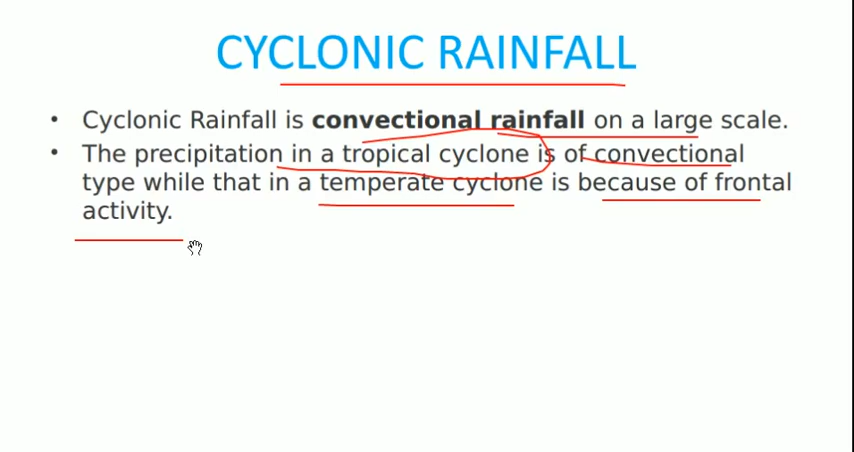 CYCLONIC RAINFALL
• Cyclonic Rainfall is convectional rainfall on a large scale.
• The precipitation in a tropical cyclone is of convectional
type while that in a temperate cyclone is because of frontal
activity.